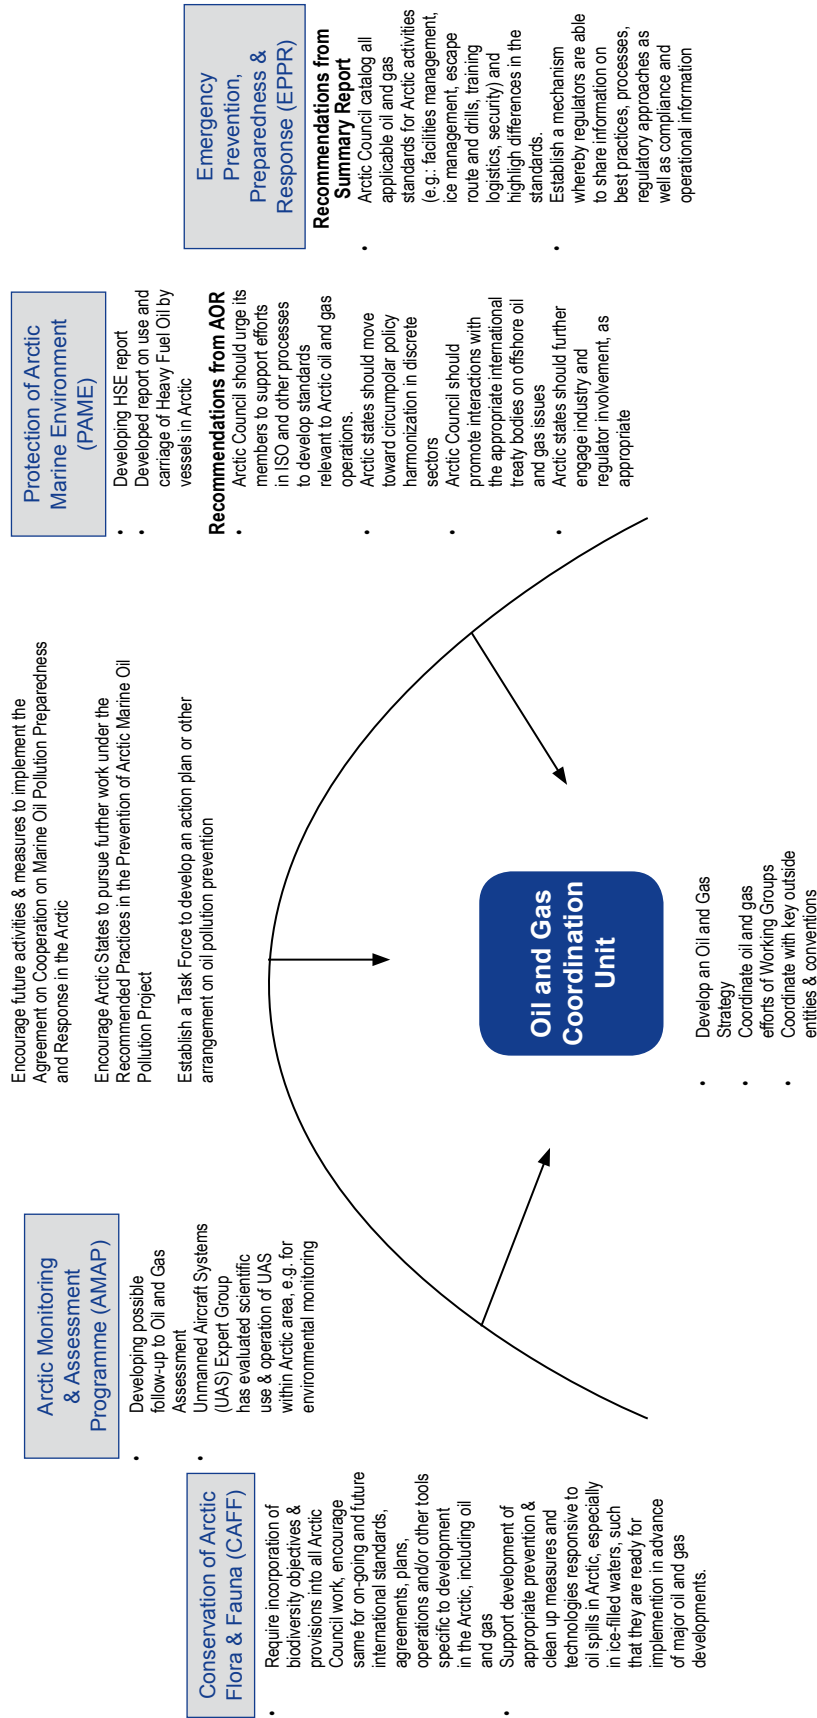 Conservation of Arctic
Flora & Fauna (CAFF)
• Require incorporation of
biodiversity objectives &
provisions into all Arctic
Council work, encourage
same for on-going and future
international standards,
agreements, plans,
operations and/or other tools
specific to development
in the Arctic, including oil
and gas
• Support development of
appropriate prevention &
clean up measures and
technologies responsive to
oil spills in Arctic, especially
in ice-filled waters, such
that they are ready for
implemention in advance
of major oil and gas
developments.
Arctic Monitoring
& Assessment
Programme (AMAP)
• Developing possible
follow-up to Oil and Gas
Assessment
• Unmanned Aircraft Systems
(UAS) Expert Group
has evaluated scientific
use & operation of UAS
within Arctic area, e.g. for
environmental monitoring
Encourage future activities & measures to implement the
Agreement on Cooperation on Marine Oil Pollution Preparedness
and Response in the Arctic
Encourage Arctic States to pursue further work under the
Recommended Practices in the Prevention of Arctic Marine Oil
Pollution Project
Establish a Task Force to develop an action plan or other
arrangement on oil pollution prevention
Oil and Gas
Coordination
Unit
• Develop an Oil and Gas
Strategy
• Coordinate oil and gas
efforts of Working Groups
• Coordinate with key outside
entities & conventions
Protection of Arctic
Marine Environment
(PAME)
• Developing HSE report
• Developed report on use and
carriage of Heavy Fuel Oil by
vessels in Arctic
Recommendations from AOR
• Arctic Council should urge its
members to support efforts
in ISO and other processes
to develop standards
relevant to Arctic oil and gas
operations.
• Arctic states should move
toward circumpolar policy
harmonization in discrete
sectors
• Arctic Council should
promote interactions with
the appropriate international
treaty bodies on offshore oil
and gas issues
• Arctic states should further
engage industry and
regulator involvement, as
appropriate
Emergency
Prevention,
Preparedness &
Response (EPPR)
Recommendations from
Summary Report
• Arctic Council catalog all
applicable oil and gas
standards for Arctic activities
(e.g.: facilities management,
ice management, escape
route and drills, training
logistics, security) and
highligh differences in the
standards.
• Establish a mechanism
whereby regulators are able
to share information on
best practices, processes,
regulatory approaches as
well as compliance and
operational information